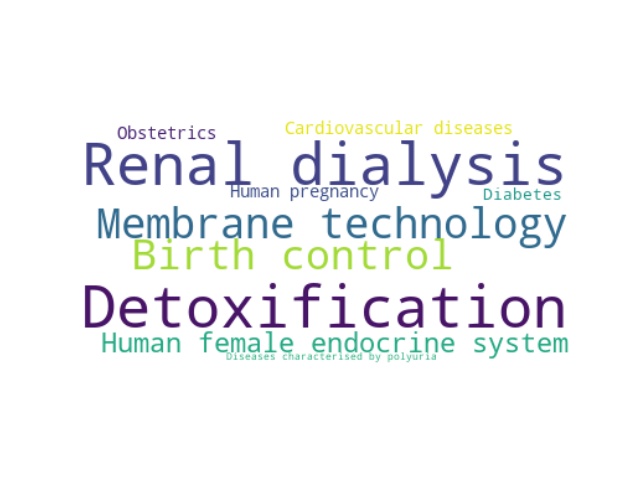 Obstetrics
Cardiovascular diseases
Renal dialysis
Human pregnancy
Diabetes
Membrane technology
Birth control
Detoxification
Human female endocrine system
Diseases characterised by polyuria